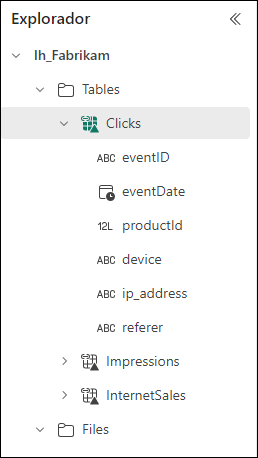 Explorador
lh_Fabrikam
Tables
Clicks
ABC eventID
eventDate
12L productId
ABC device
ABC ip_address
ABC referer
Impressions
InternetSales
Files